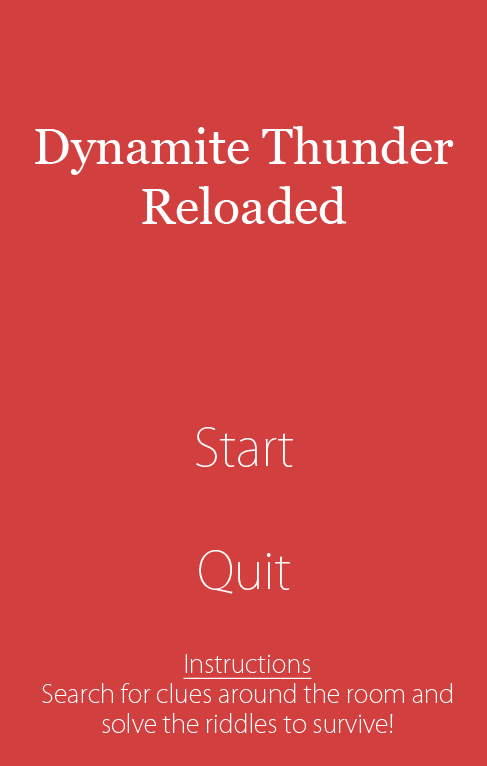 Dynamite Thunder
Reloaded
Start
Quit
Instructions
Search for clues around the room and
solve the riddles to survive!